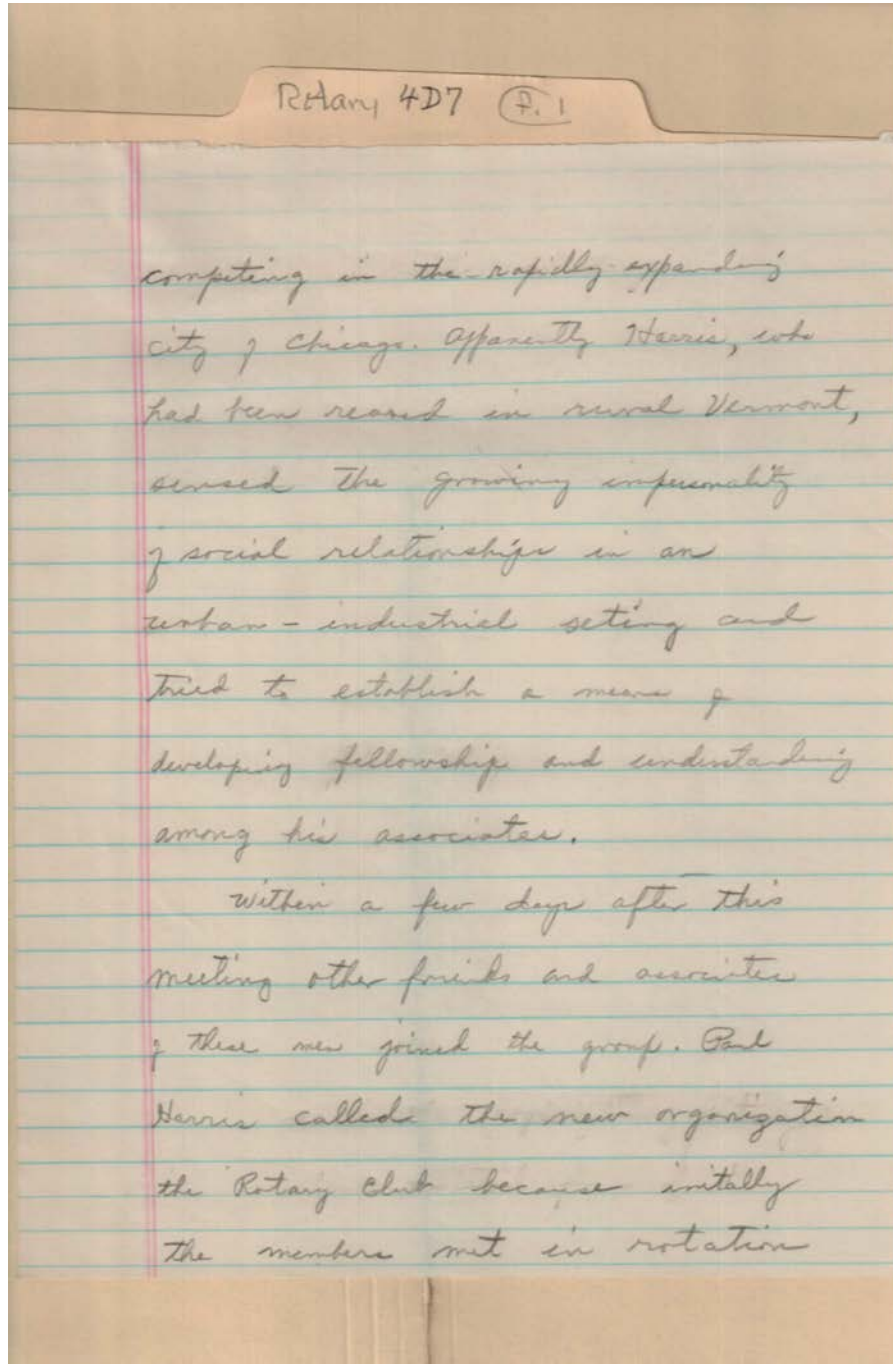 Rotary 4D7 P. 1
competing in the rapidly expanding
city of Chicago. Apparently Harris, who
had been reared in rural Vermont,
sensed the growing impersonality
of social relationships in an
urban - industrial seting and
tried to establish a means of
developing fellowship and understanding
among his associates.
Within a few days after this
meeting other friends and associates
of these men joined the group. Paul
Harris called the new organization
the Rotary Club because initally
the members met in rotation